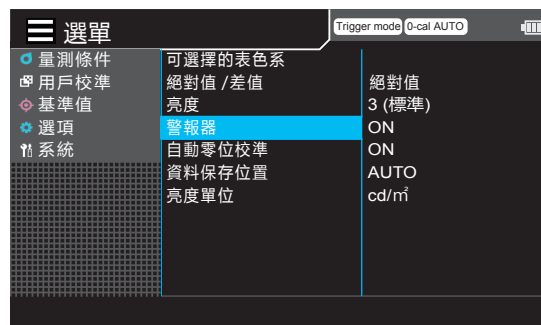 選單
Trigger mode 0-cal AUTO
量測條件
用戶校準
基準值
選項
系統
可選擇的表色系
絕對值 /差值 絕對值
亮度 3 (標準)
警報器 ON
自動零位校準 ON
資料保存位置 AUTO
亮度單位 cd/㎡